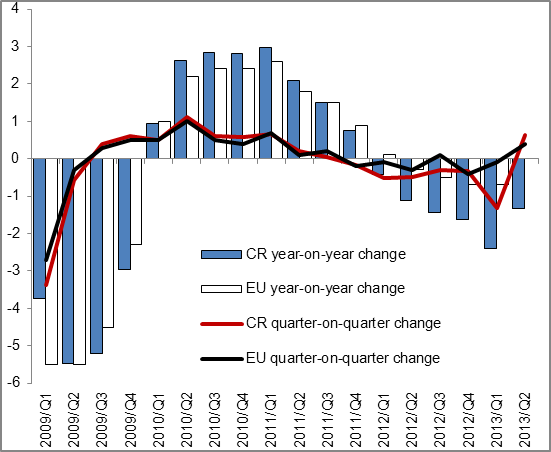 4
3
2
1
0
-1
-2
-3
-4
-5
-6
CR year-on-year change
EU year-on-year change
CR quarter-on-quarter change
EU quarter-on-quarter change
2009/Q1
2009/Q2
2009/Q3
2009/Q4
2010/Q1
2010/Q2
2010/Q3
2010/Q4
2011/Q1
2011/Q2
2011/Q3
2011/Q4
2012/Q1
2012/Q2
2012/Q3
2012/Q4
2013/Q1
2013/Q2